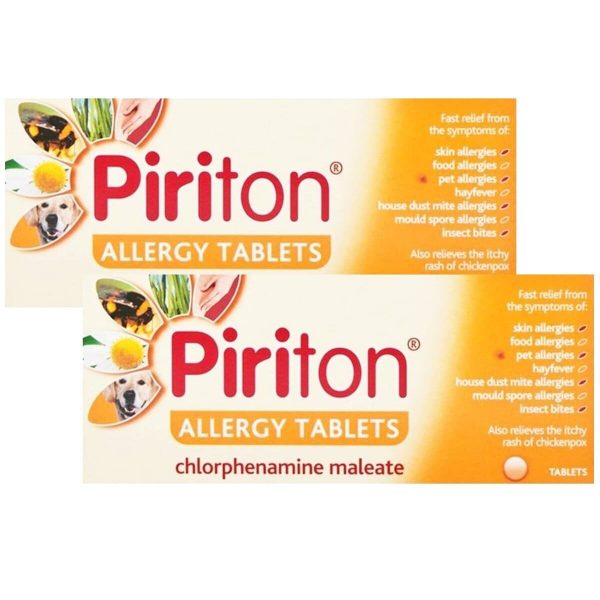 Piriton®
ALLERGY TABLETS
Fast relief from
the symptoms of:
skin allergies
food allergies
pet allergies
hayfever
house dust mite allergies
mould spore allergies
insect bites
Also relieves the itchy
rash of chickenpox
Piriton®
ALLERGY TABLETS
chlorphenamine maleate
Fast relief from
the symptoms of:
skin allergies
food allergies
pet allergies
hayfever
house dust mite allergies
mould spore allergies
insect bites
Also relieves the itchy
rash of chickenpox
TABLETS